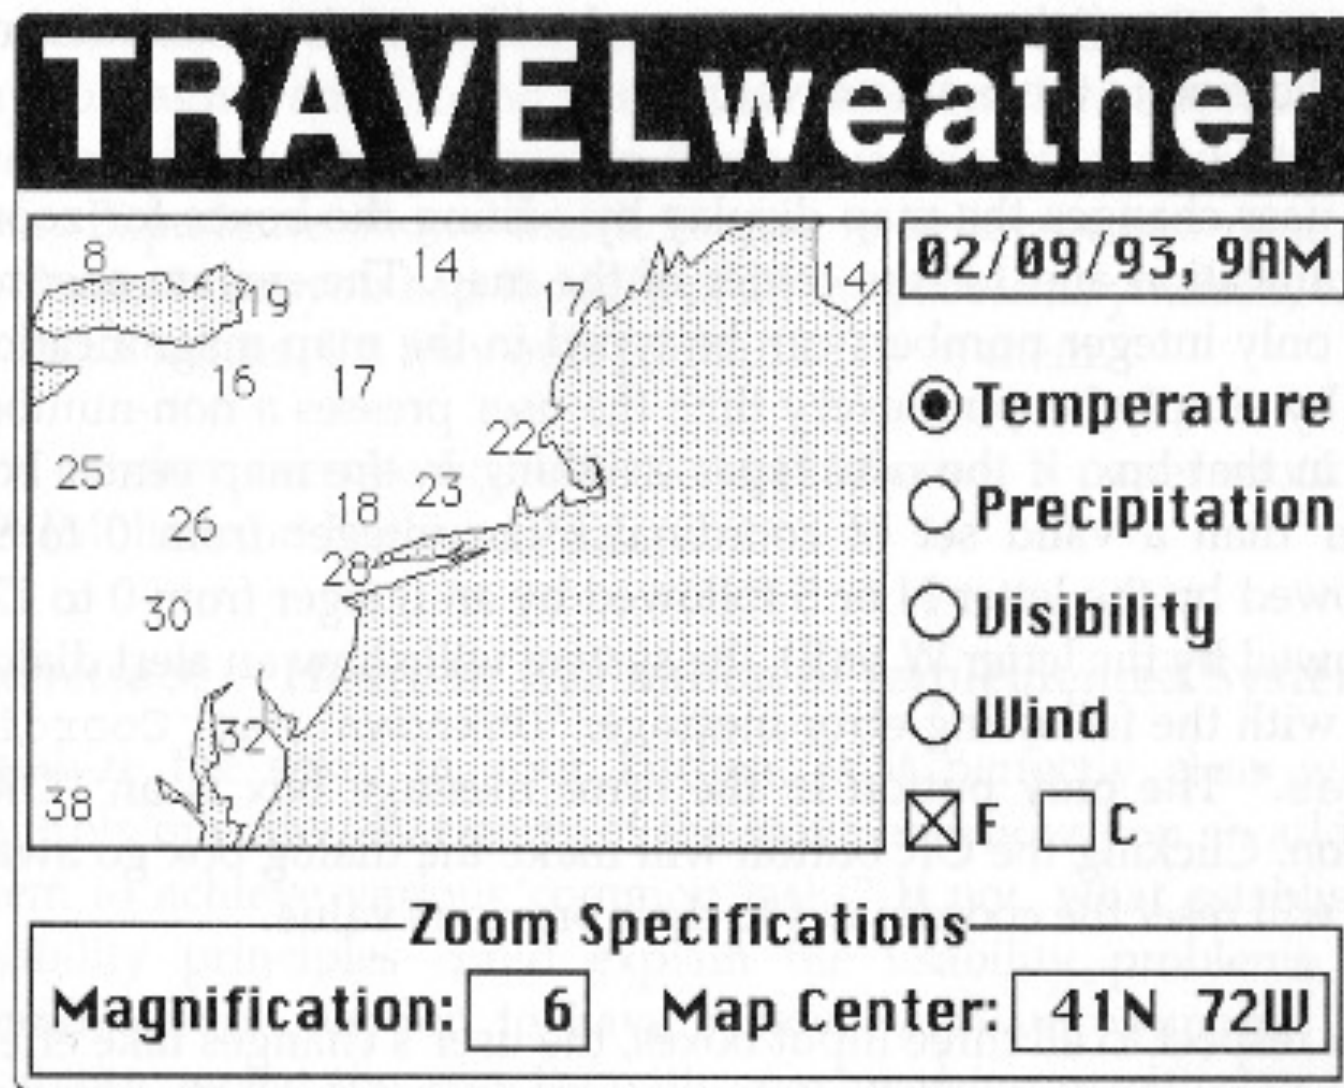 TRAVELweather
02/09/93, 9AM
8
14
14
19
17
16
17
22
25
23
18
26
28
30
32
38
Temperature
Precipitation
Visibility
Wind
F
C
Zoom Specifications
Magnification: 6
Map Center: 41N 72W